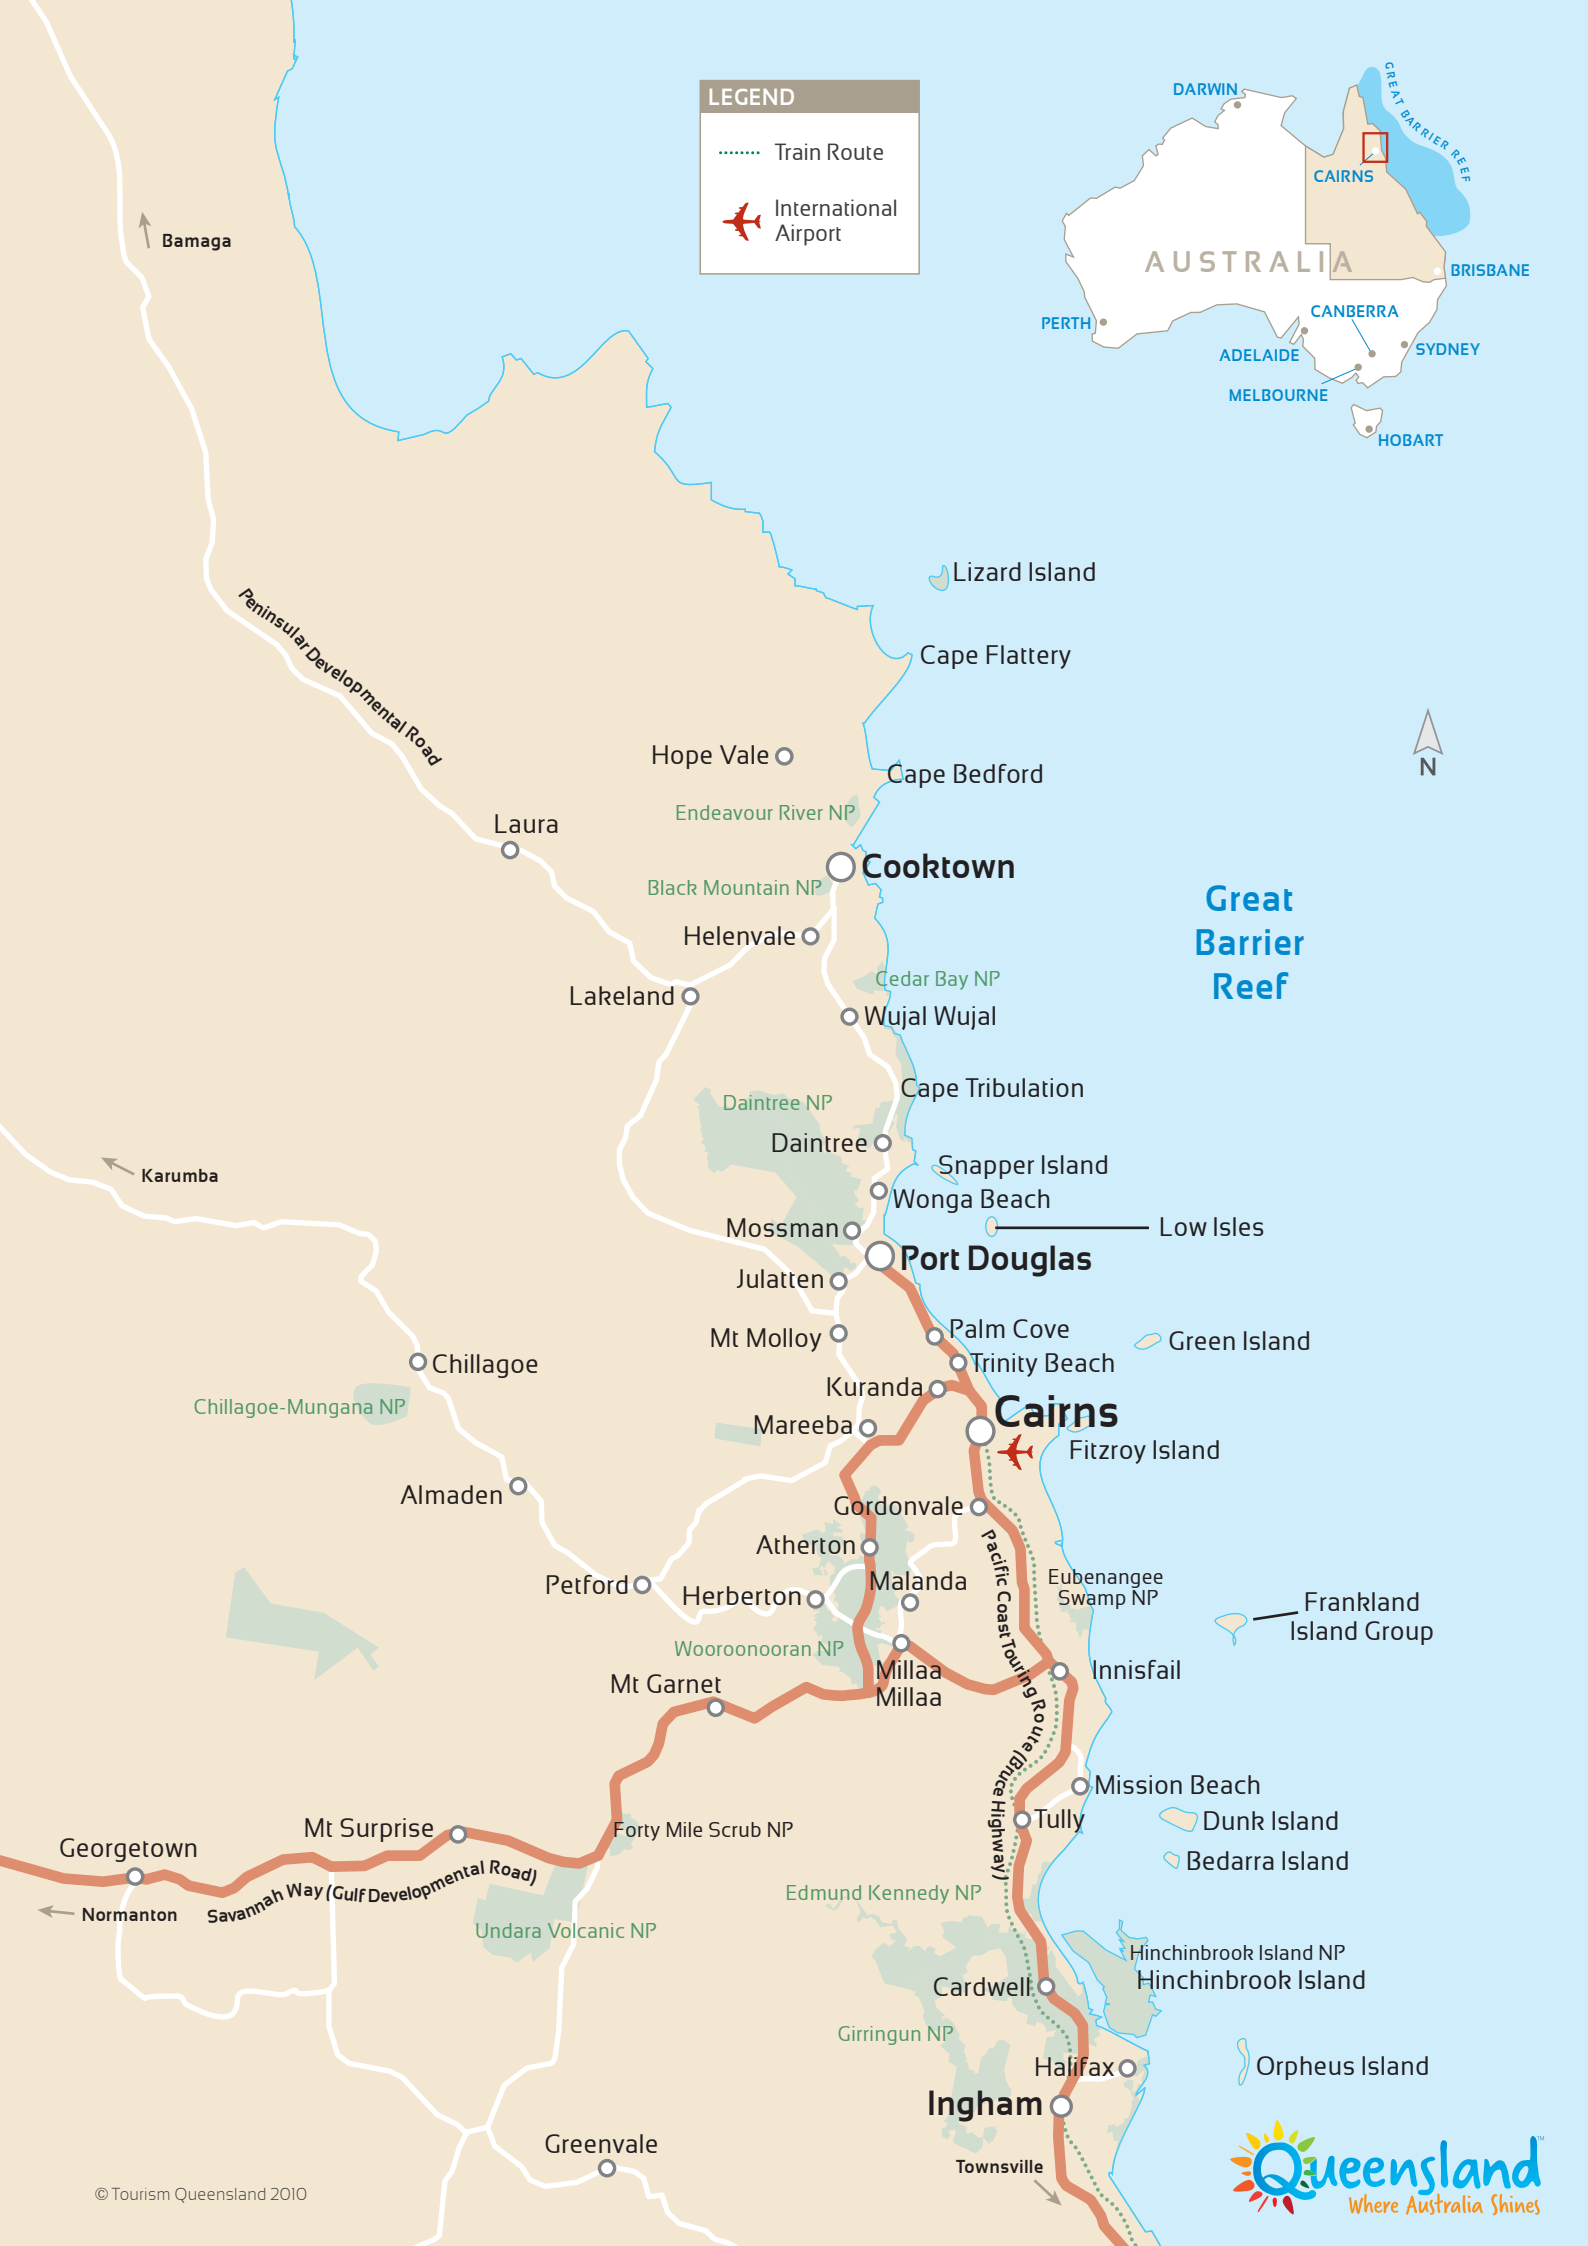 LEGEND
Train Route
International
Airport
DARWIN
GREAT BARRIER REEF
CAIRNS
AUSTRALIA
BRISBANE
PERTH
CANBERRA
ADELAIDE
SYDNEY
MELBOURNE
HOBART
Bamaga
Lizard Island
Peninsular Developmental Road
Cape Flattery
Hope Vale
N
Cape Bedford
Endeavour River NP
Laura
Cooktown
Black Mountain NP
Great
Barrier
Reef
Helenvale
Cedar Bay NP
Lakeland
Wujal Wujal
Cape Tribulation
Daintree NP
Daintree
Snapper Island
Karumba
Wonga Beach
Mossman
Low Isles
Port Douglas
Julatten
Palm Cove
Mt Molloy
Green Island
Chillagoe
Trinity Beach
Kuranda
Chillagoe-Mungana NP
Cairns
Mareeba
Fitzroy Island
Almaden
Gordonvale
Pacific Coast Touring Route (Bruce Highway)
Atherton
Eubenangee
Swamp NP
Petford
Malanda
Herberton
Frankland
Island Group
Wooroonooran NP
Millaa
Millaa
Innisfail
Mt Garnet
Mission Beach
Tully
Dunk Island
Mt Surprise
Forty Mile Scrub NP
Georgetown
Bedarra Island
Savannah Way (Gulf Developmental Road)
Normanton
Edmund Kennedy NP
Undara Volcanic NP
Hinchinbrook Island NP
Hinchinbrook Island
Cardwell
Girringun NP
Halifax
Orpheus Island
Ingham
Greenvale
Townsville
© Tourism Queensland 2010
Queensland™
Where Australia Shines